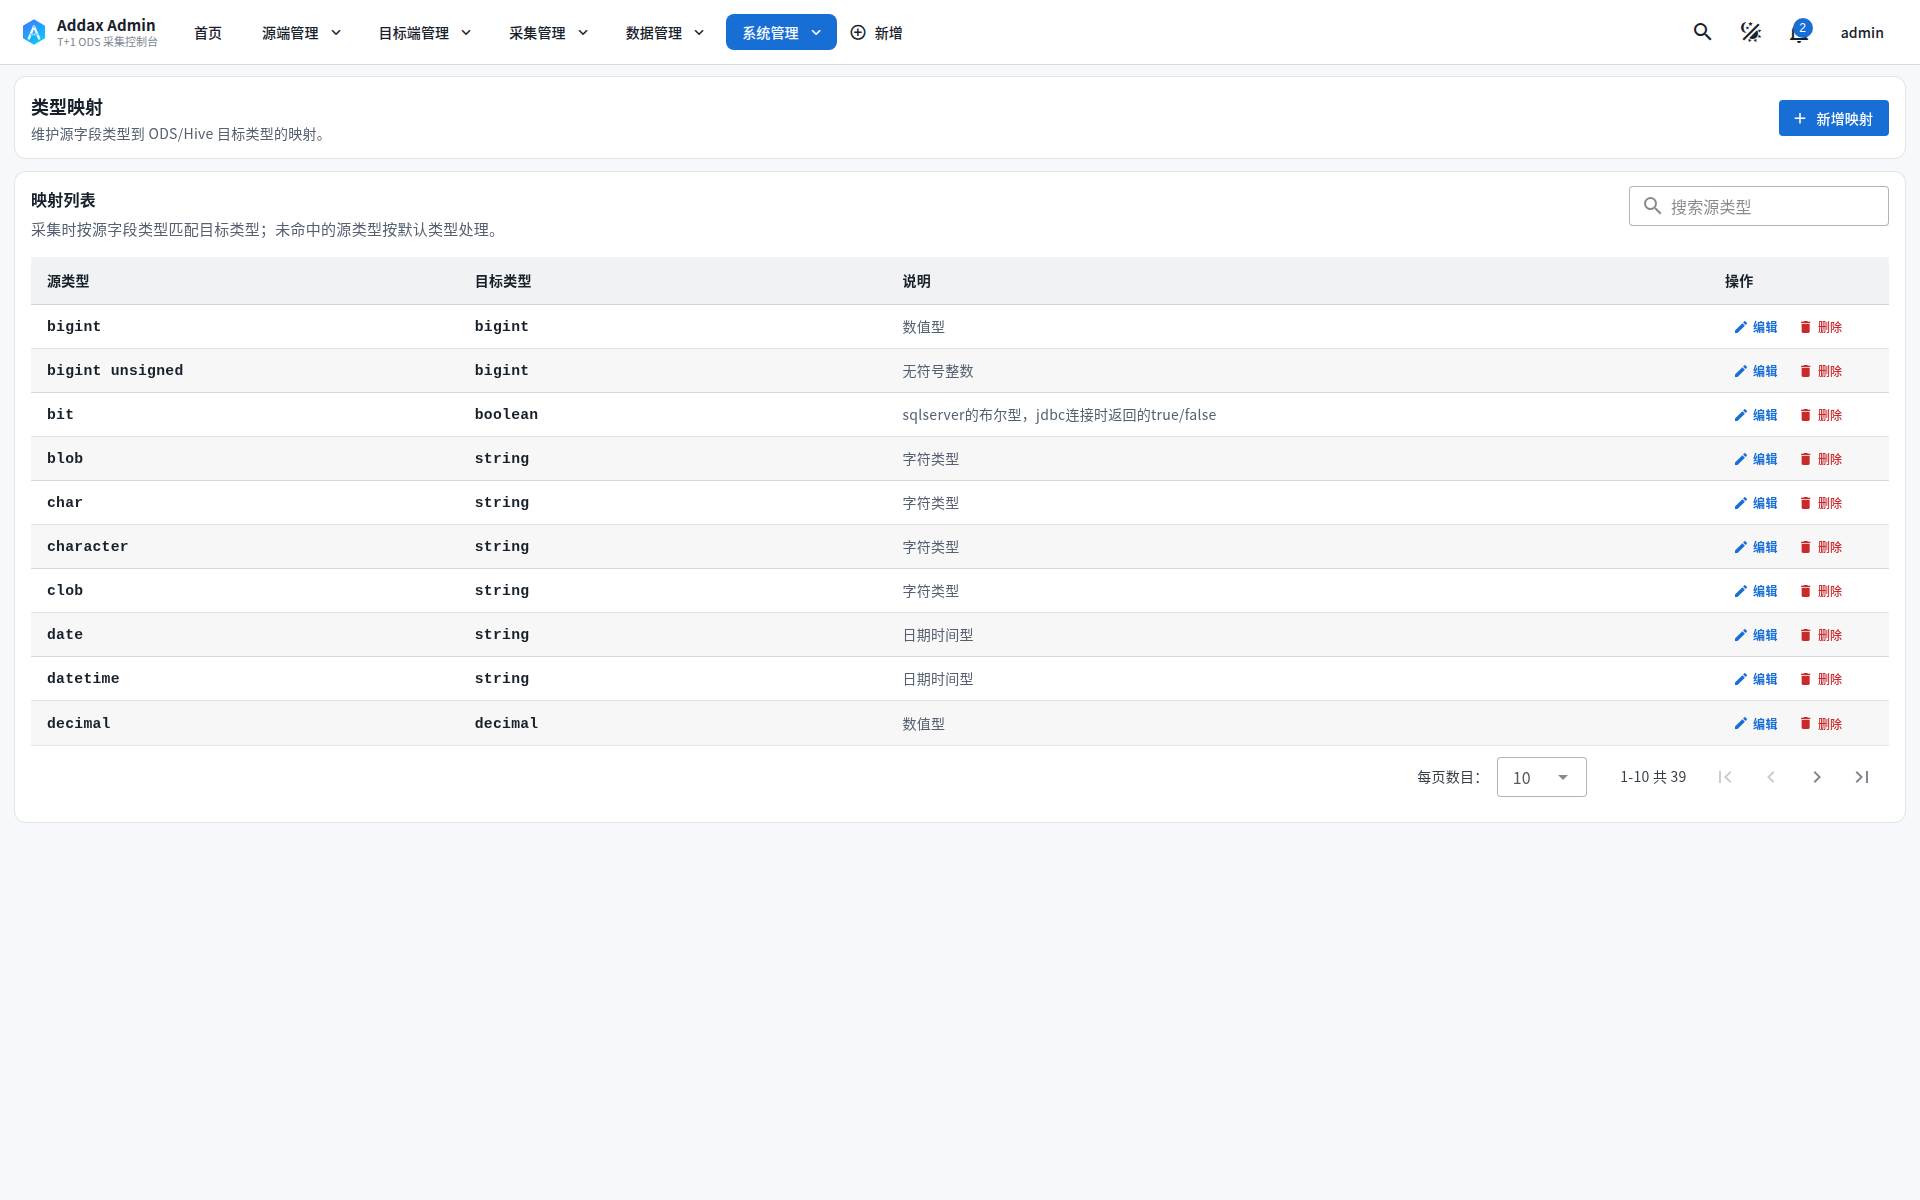 Addax Admin
T+1 ODS 采集控制台
首页 源端管理 目标端管理 采集管理 数据管理 系统管理 新增 2 admin
类型映射
维护源字段类型到 ODS/Hive 目标类型的映射。
新增映射
映射列表
采集时按源字段类型匹配目标类型；未命中的源类型按默认类型处理。
搜索源类型
源类型 目标类型 说明 操作
bigint bigint 数值型 编辑 删除
bigint unsigned bigint 无符号整数 编辑 删除
bit boolean sqlserver的布尔型，jdbc连接时返回的true/false 编辑 删除
blob string 字符类型 编辑 删除
char string 字符类型 编辑 删除
character string 字符类型 编辑 删除
clob string 字符类型 编辑 删除
date string 日期时间型 编辑 删除
datetime string 日期时间型 编辑 删除
decimal decimal 数值型 编辑 删除
每页数目： 10 1-10 共 39